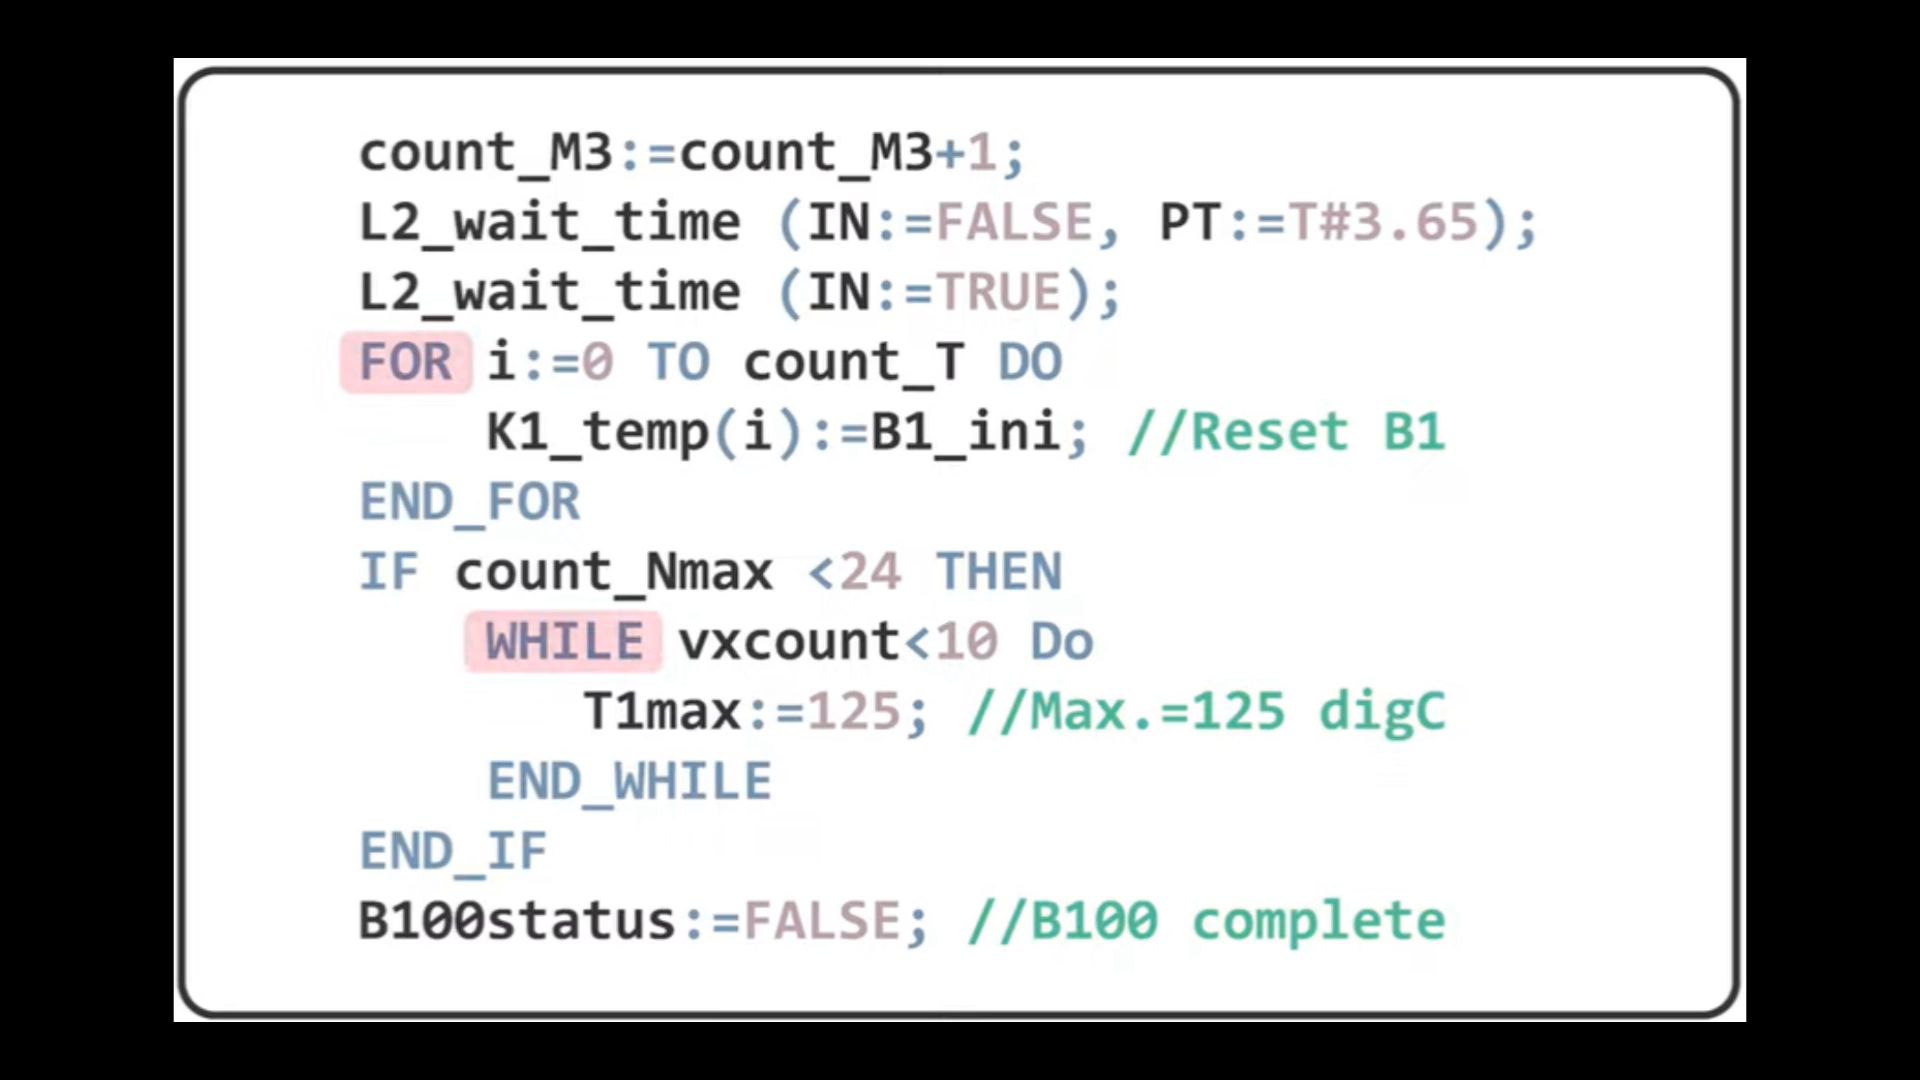 count_M3:=count_M3+1;
L2_wait_time (IN:=FALSE, PT:=T#3.65);
L2_wait_time (IN:=TRUE);
FOR i:=0 TO count_T DO
    K1_temp(i):=B1_ini; //Reset B1
END_FOR
IF count_Nmax <24 THEN
    WHILE vxcount<10 Do
       T1max:=125; //Max.=125 digC
    END_WHILE
END_IF
B100status:=FALSE; //B100 complete